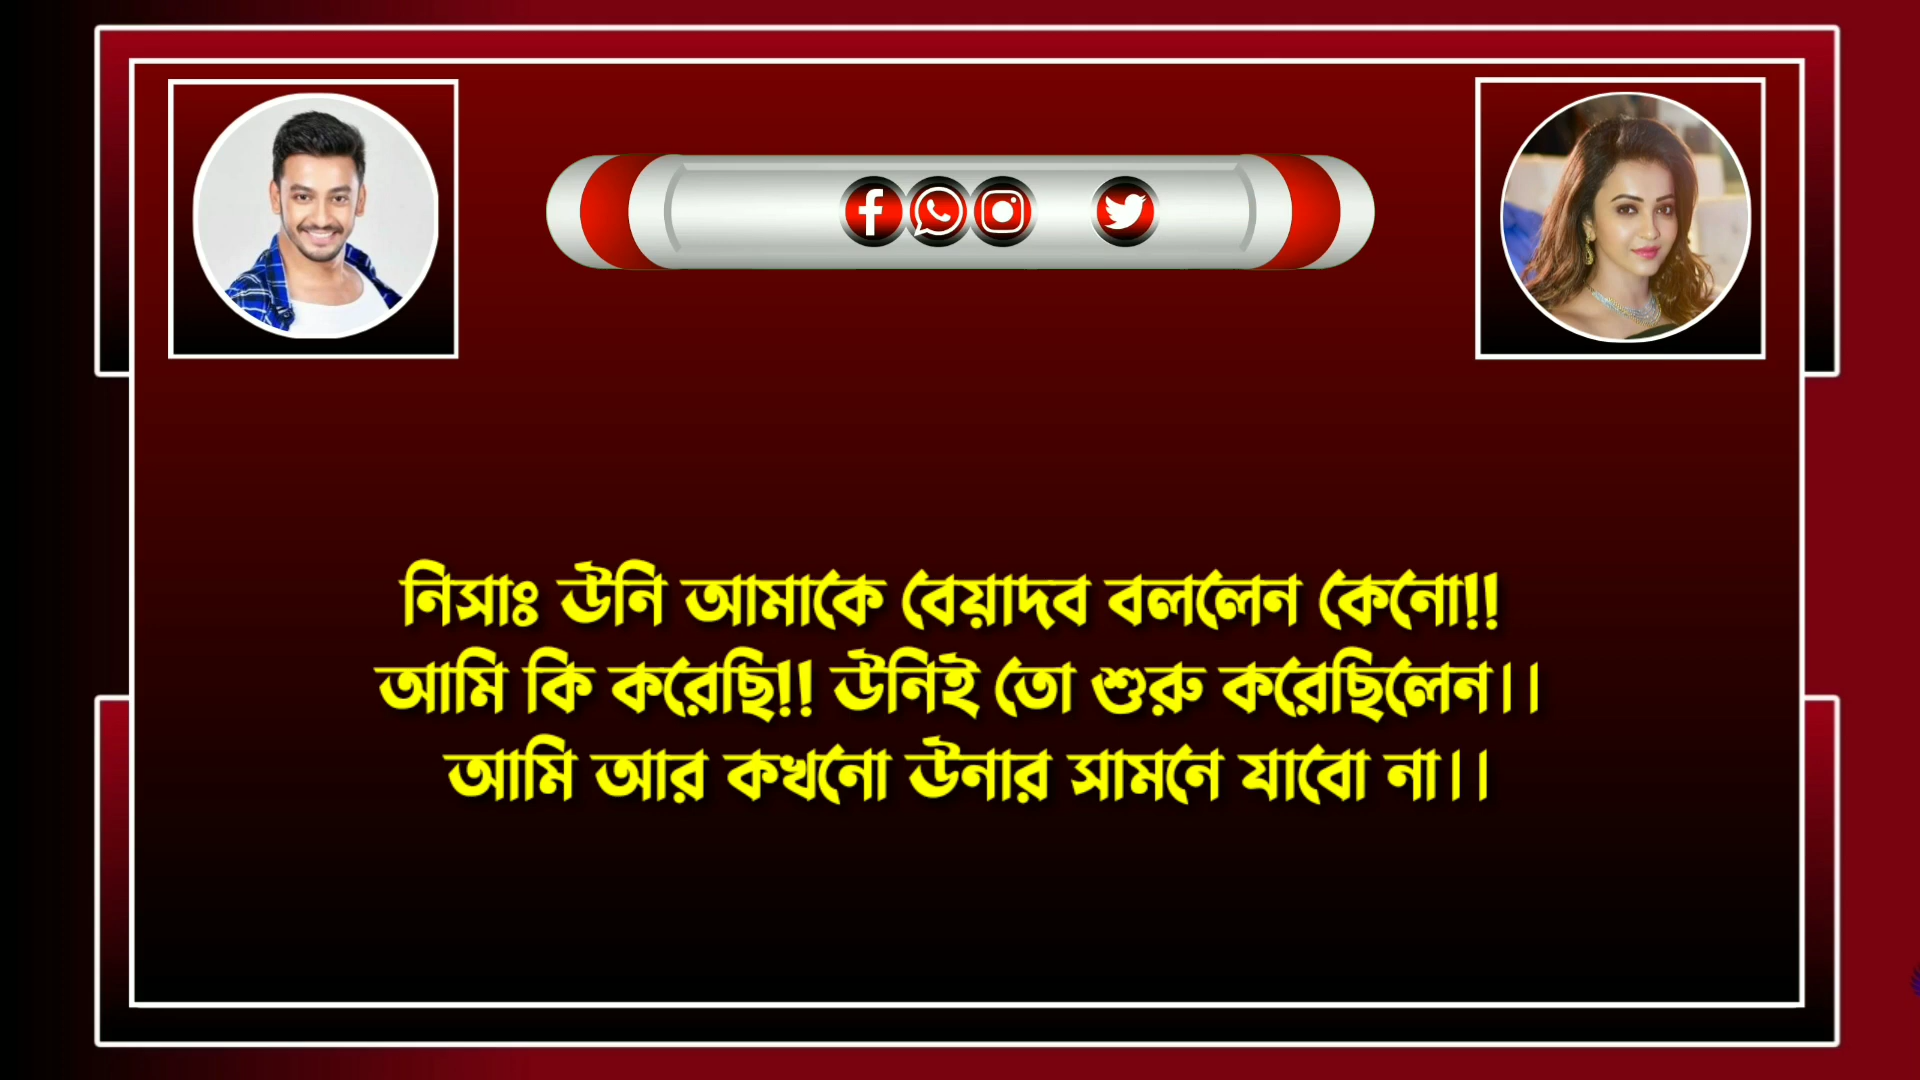 নিসাঃ উনি আমাকে বেয়াদব বললেন কেনো!!
আমি কি করেছি!! উনিই তো শুরু করেছিলেন।।
আমি আর কখনো উনার সামনে যাবো না।।